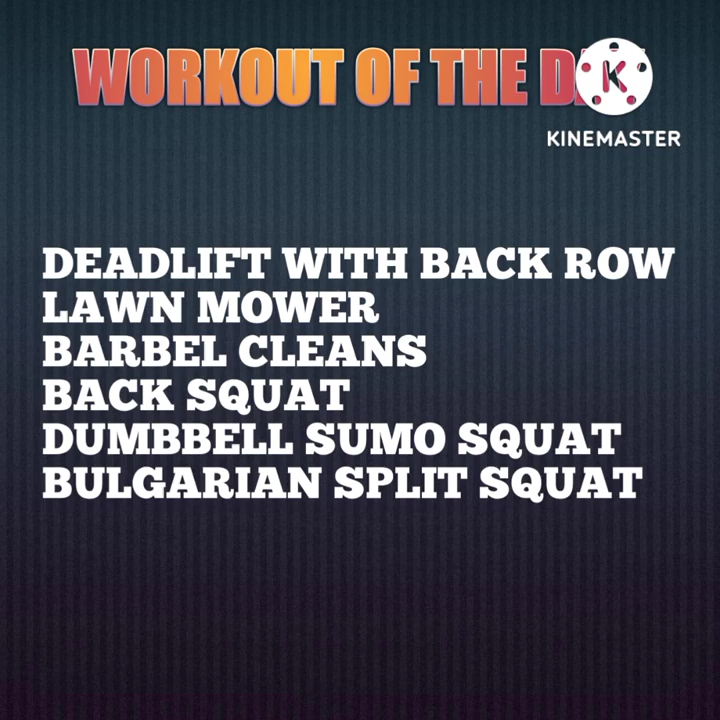 WORKOUT OF THE
KINEMASTER
DEADLIFT WITH BACK ROW
LAWN MOWER
BARBEL CLEANS
BACK SQUAT
DUMBBELL SUMO SQUAT
BULGARIAN SPLIT SQUAT